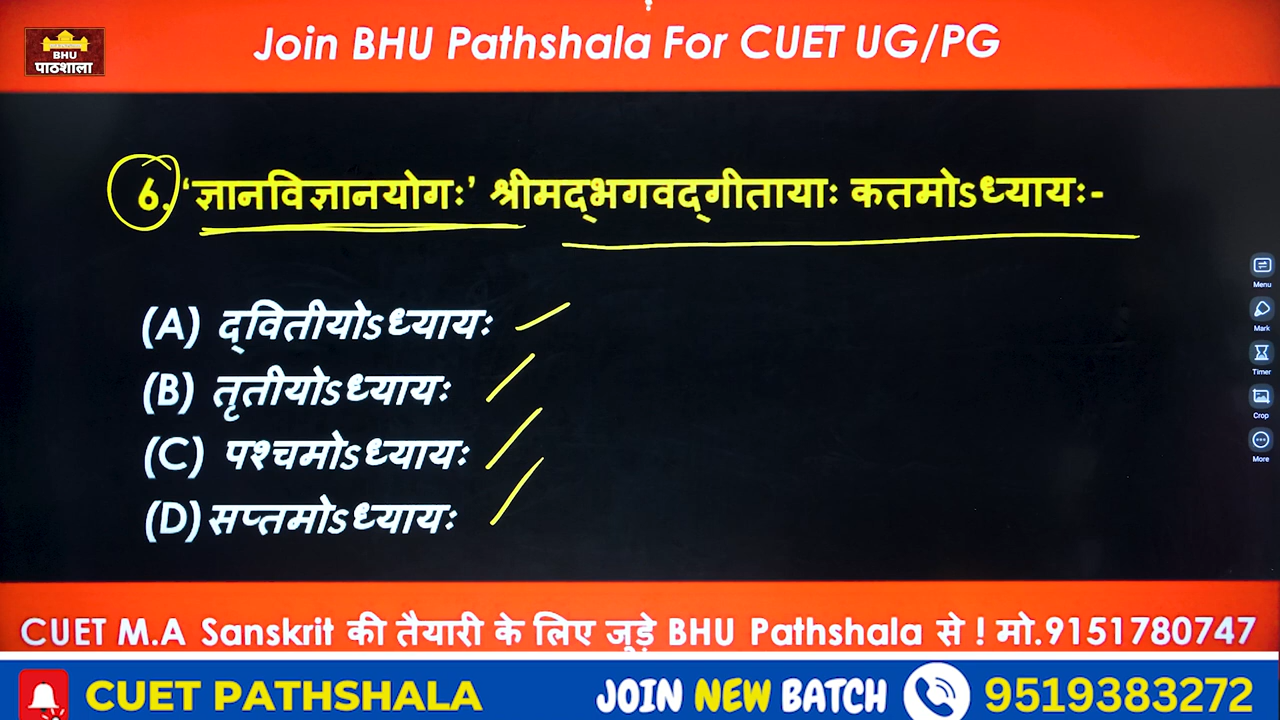 Join BHU Pathshala For CUET UG/PG
BHU
पाठशाला
6. 'ज्ञानविज्ञानयोगः' श्रीमद्भगवद्गीतायाः कतमोऽध्यायः-
(A) द्वितीयोऽध्यायः
(B) तृतीयोऽध्यायः
(C) पश्चमोऽध्यायः
(D) सप्तमोऽध्यायः
Menu
Mark
Timer
Crop
More
CUET M.A Sanskrit की तैयारी के लिए जुड़े BHU Pathshala से ! मो.9151780747
CUET PATHSHALA JOIN NEW BATCH 9519383272